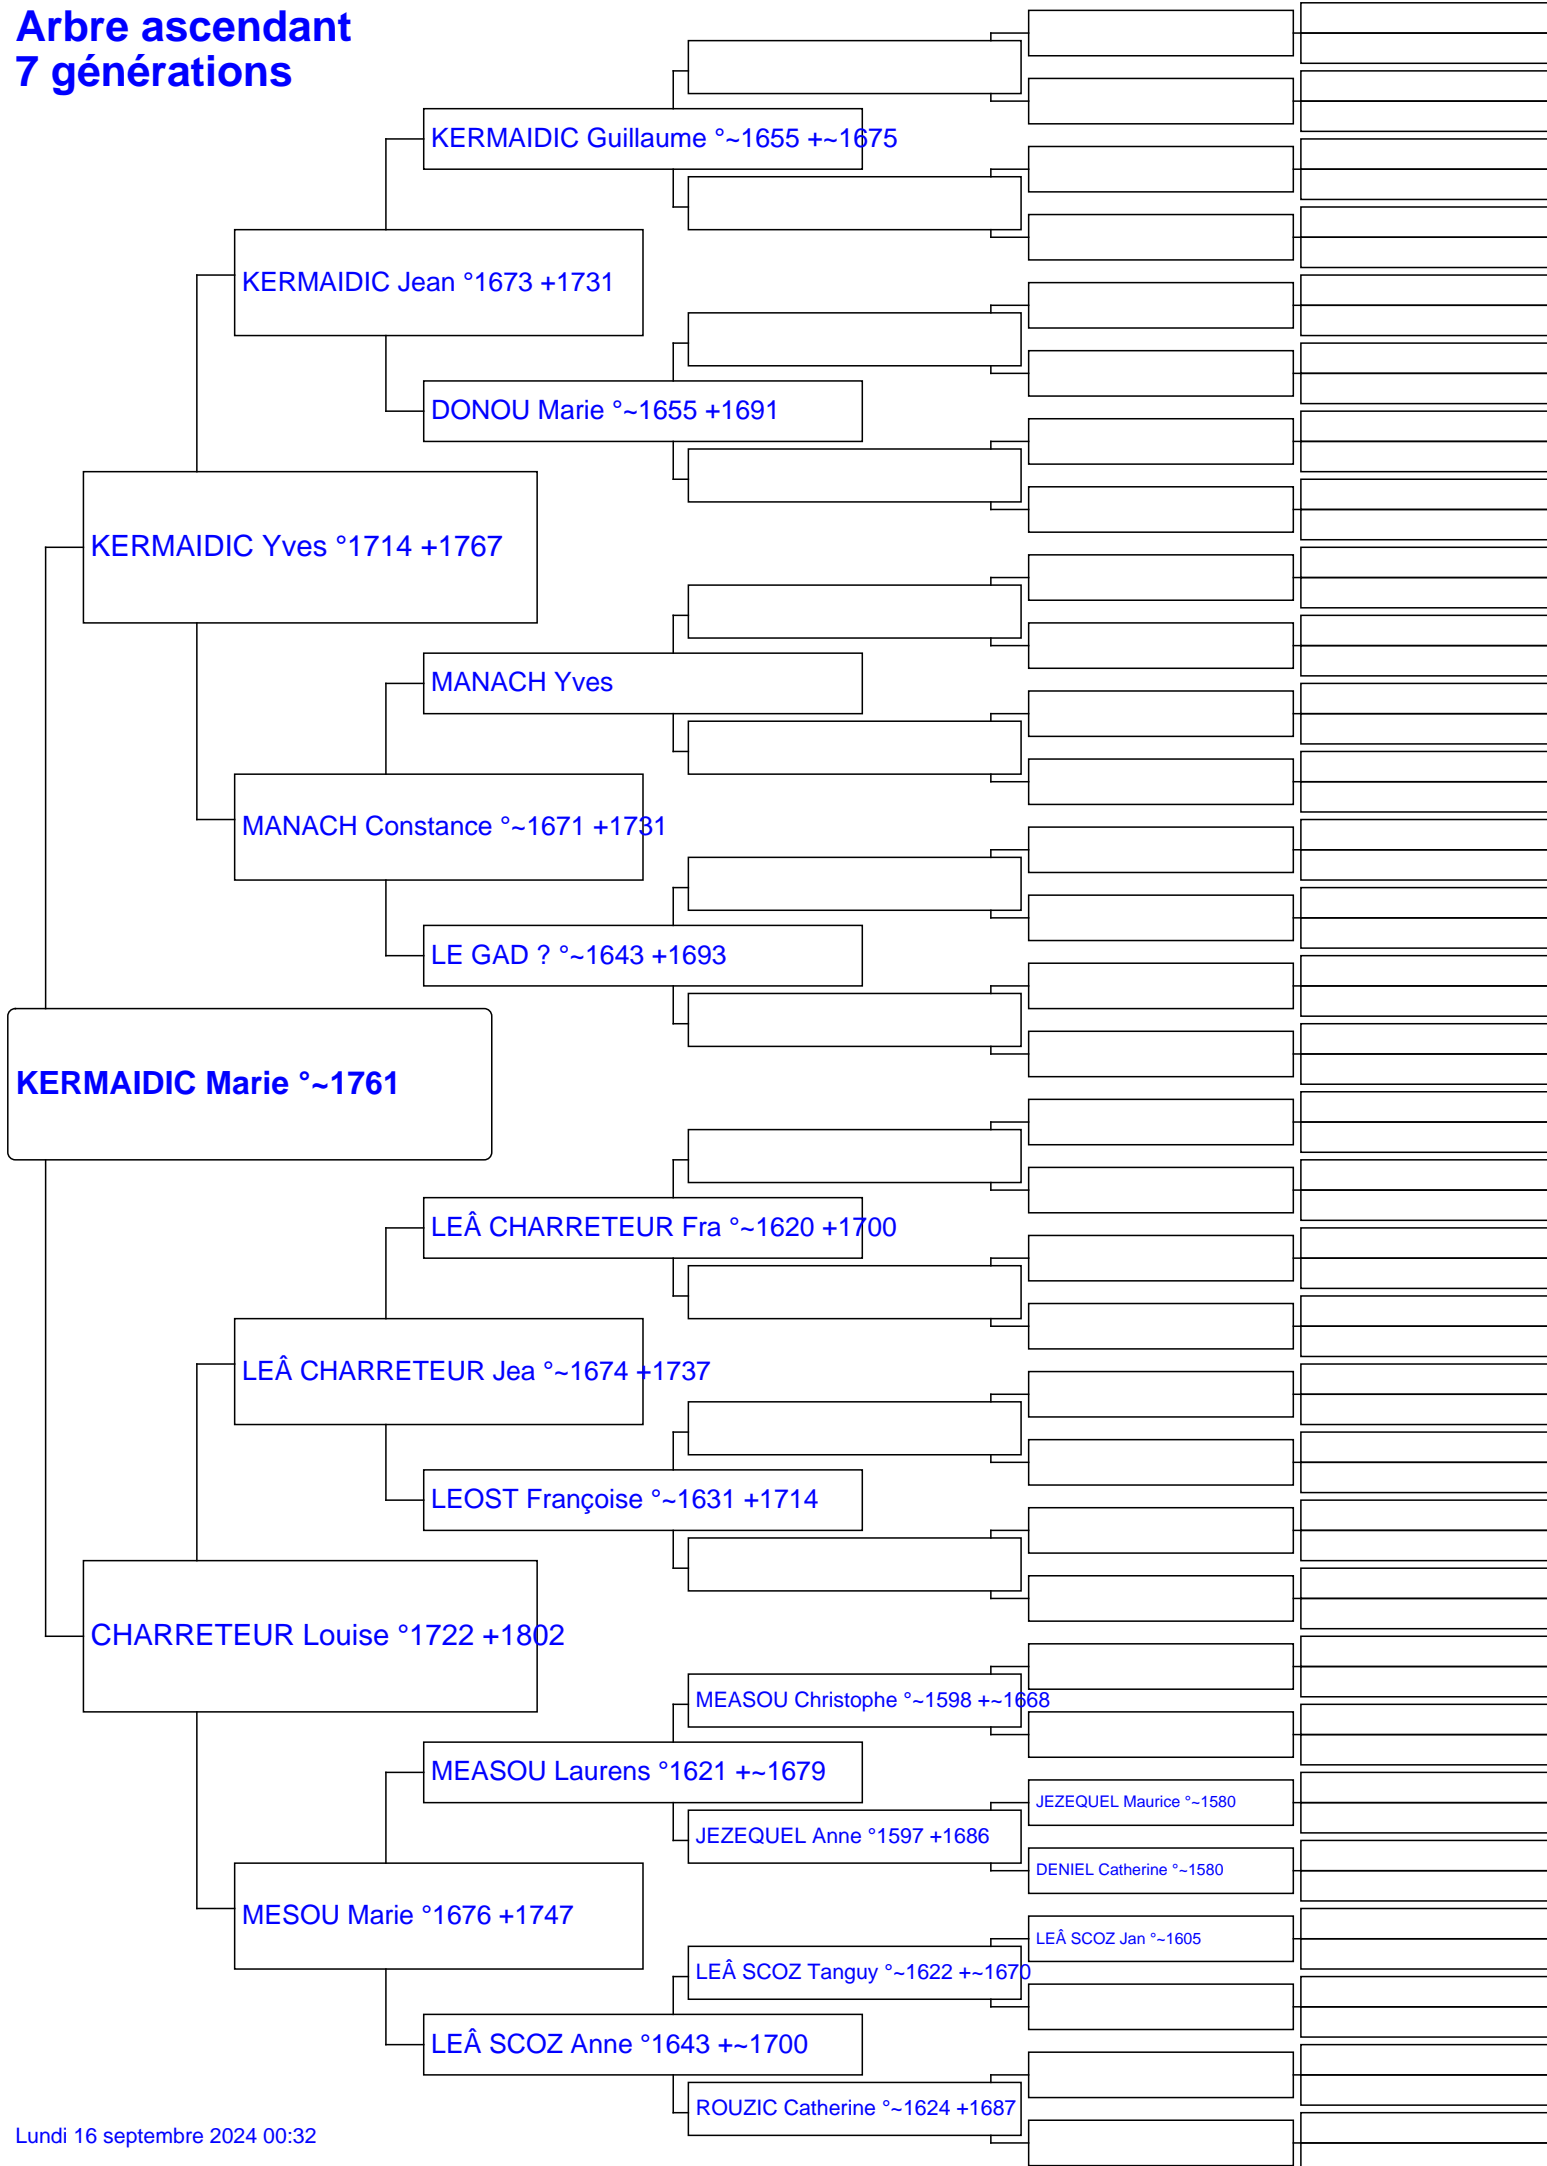 Arbre ascendant
7 générations
KERMAIDIC Guillaume °~1655 +~1675
KERMAIDIC Jean °1673 +1731
DONOU Marie °~1655 +1691
KERMAIDIC Yves °1714 +1767
MANACH Yves
MANACH Constance °~1671 +1731
LE GAD ? °~1643 +1693
KERMAIDIC Marie °~1761
LEÂ CHARRETEUR Fra °~1620 +1700
LEÂ CHARRETEUR Jea °~1674 +1737
LEOST Françoise °~1631 +1714
CHARRETEUR Louise °1722 +1802
MEASOU Christophe °~1598 +~1668
MEASOU Laurens °1621 +~1679
JEZEQUEL Maurice °~1580
JEZEQUEL Anne °1597 +1686
DENIEL Catherine °~1580
MESOU Marie °1676 +1747
LEÂ SCOZ Jan °~1605
LEÂ SCOZ Tanguy °~1622 +~1670
LEÂ SCOZ Anne °1643 +~1700
ROUZIC Catherine °~1624 +1687
Lundi 16 septembre 2024 00:32